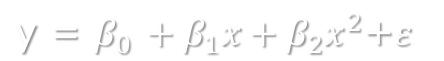 y = β₀ + β₁x + β₂x² + ε